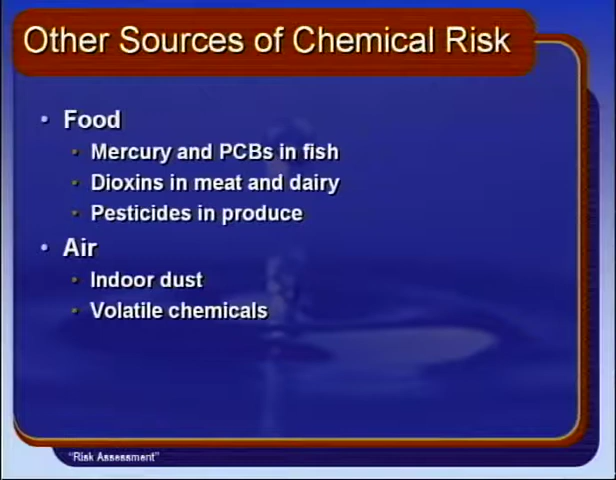 Other Sources of Chemical Risk
• Food
• Mercury and PCBs in fish
• Dioxins in meat and dairy
• Pesticides in produce
• Air
• Indoor dust
• Volatile chemicals
"Risk Assessment"